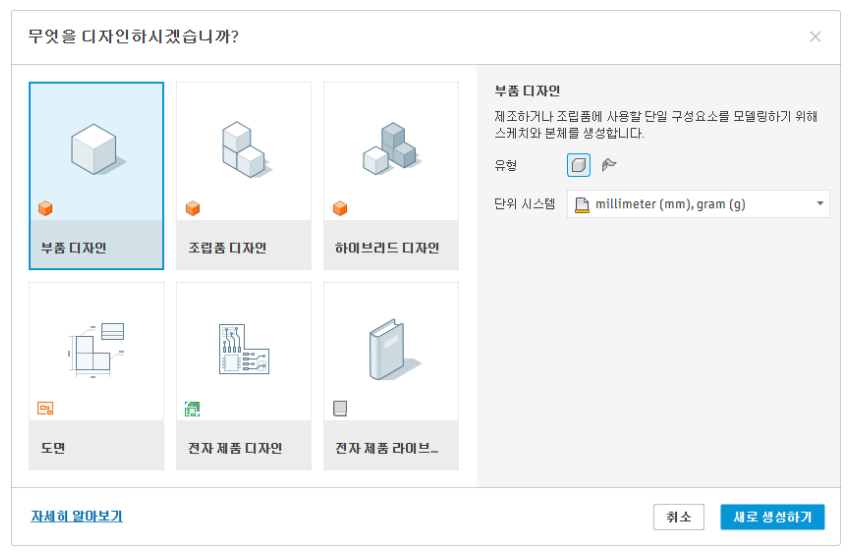 무엇을 디자인하시겠습니까?
부품 디자인
조립품 디자인
하이브리드 디자인
도면
전자 제품 디자인
전자 제품 라이브...
부품 디자인
제조하거나 조립품에 사용할 단일 구성요소를 모델링하기 위해
스케치와 본체를 생성합니다.
유형
단위 시스템
millimeter (mm), gram (g)
자세히 알아보기
취소
새로 생성하기